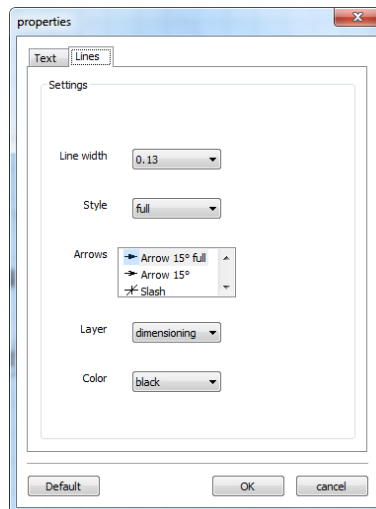 properties
Text Lines
Settings
Line width 0.13
Style full
Arrows Arrow 15° full
Arrow 15°
Slash
Layer dimensioning
Color black
Default OK cancel